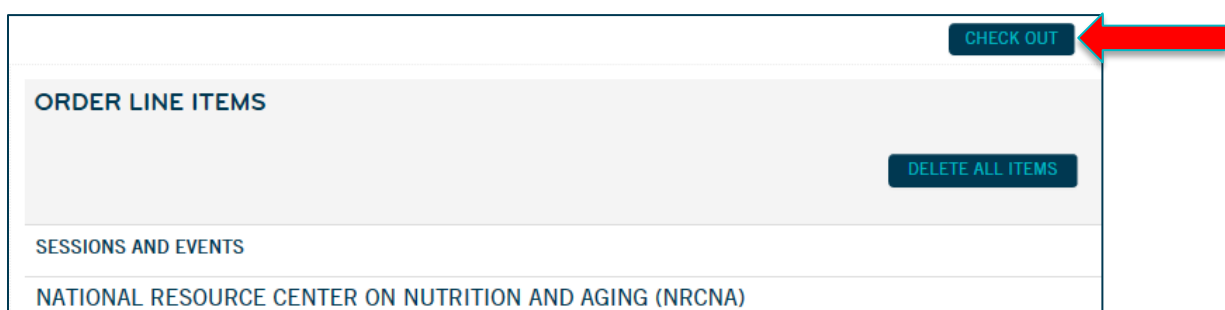 CHECK OUT
ORDER LINE ITEMS
DELETE ALL ITEMS
SESSIONS AND EVENTS
NATIONAL RESOURCE CENTER ON NUTRITION AND AGING (NRCNA)